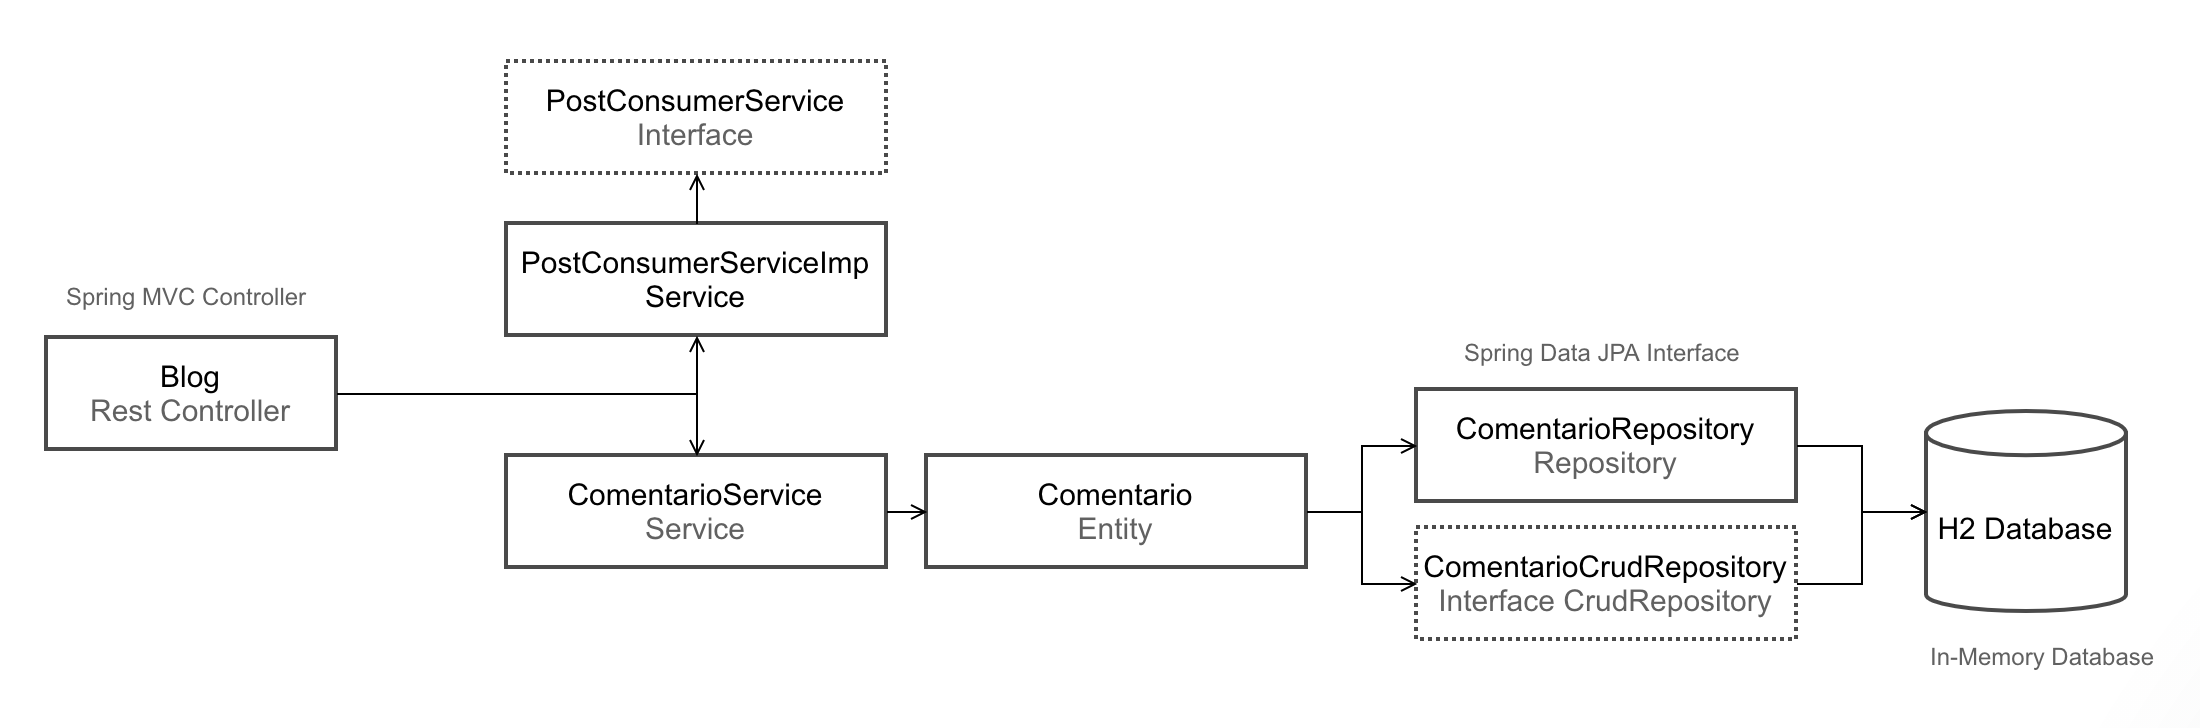 PostConsumerService
Interface
PostConsumerServiceImp
Service
Spring MVC Controller
Blog
Rest Controller
ComentarioService
Service
Comentario
Entity
Spring Data JPA Interface
ComentarioRepository
Repository
ComentarioCrudRepository
Interface CrudRepository
H2 Database
In-Memory Database